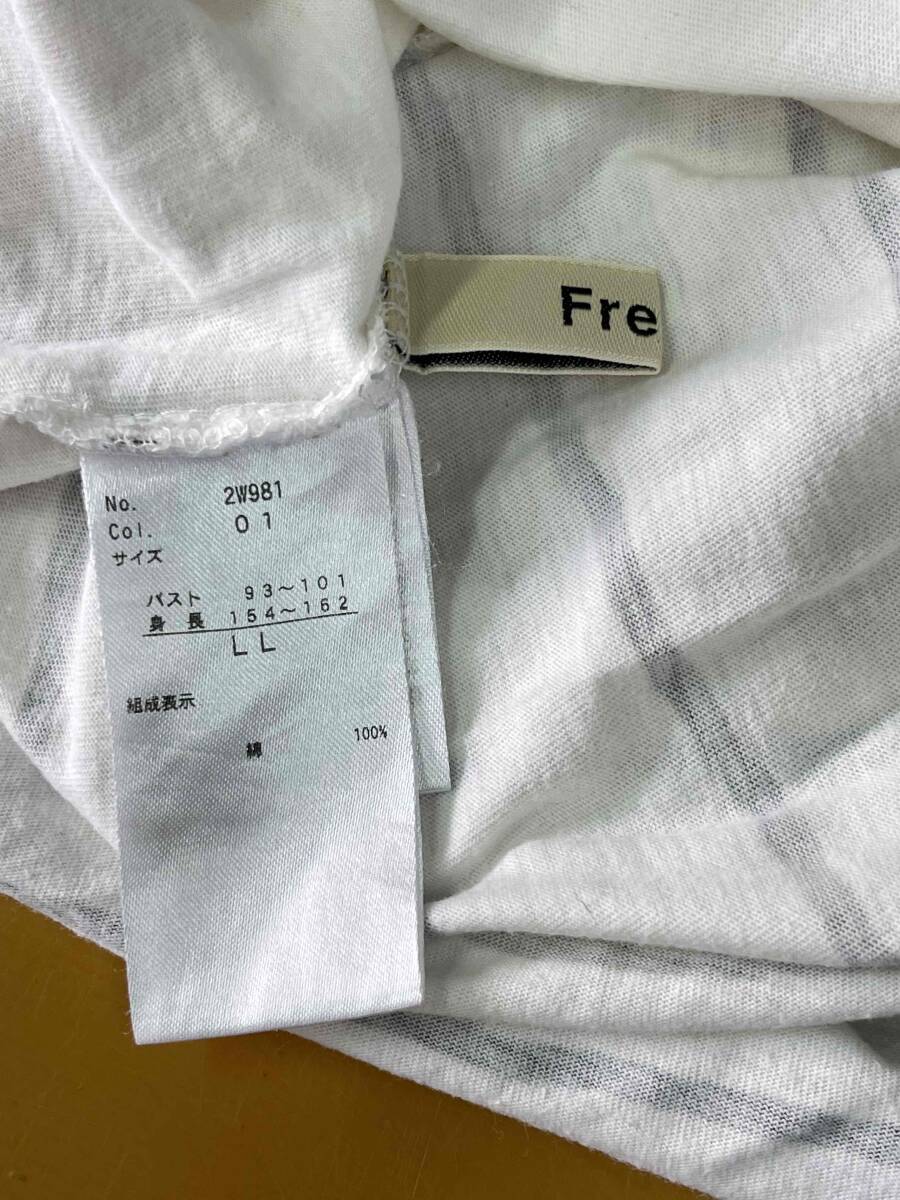 Fre
No. 2W981
Col. 01
サイズ
バスト 93～101
身長 154～162
LL
組成表示
綿 100%